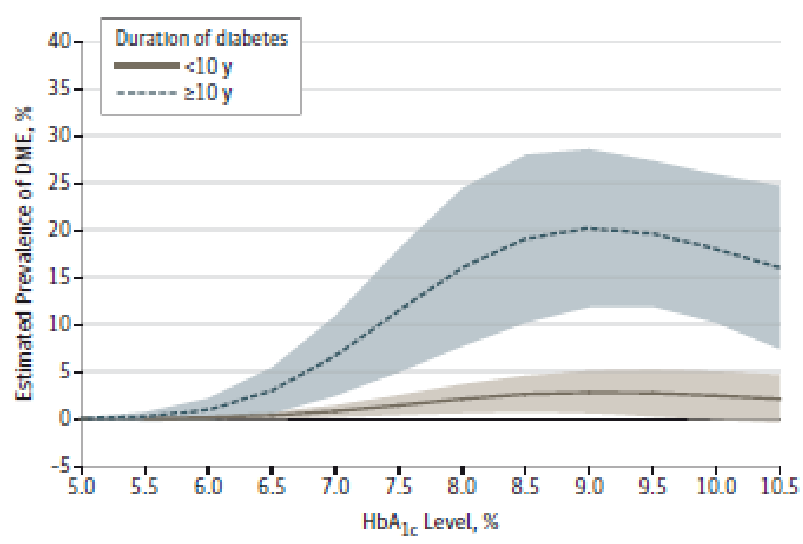 Duration of diabetes
<10 y
≥10 y
40
35
30
25
20
15
10
5
0
–5
Estimated Prevalence of DME, %
5.0 5.5 6.0 6.5 7.0 7.5 8.0 8.5 9.0 9.5 10.0 10.5
HbA1c Level, %